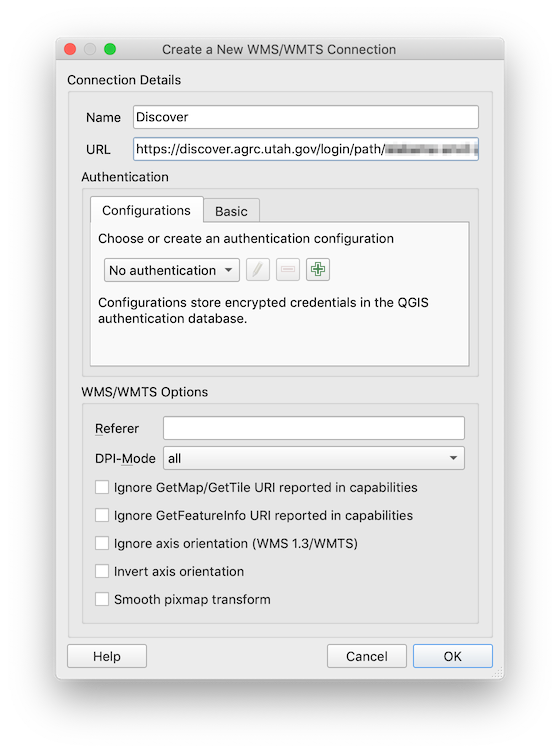 Create a New WMS/WMTS Connection
Connection Details
Name Discover
URL https://discover.agrc.utah.gov/login/path/
Authentication
Configurations Basic
Choose or create an authentication configuration
No authentication
Configurations store encrypted credentials in the QGIS
authentication database.
WMS/WMTS Options
Referer
DPI-Mode all
Ignore GetMap/GetTile URI reported in capabilities
Ignore GetFeatureInfo URI reported in capabilities
Ignore axis orientation (WMS 1.3/WMTS)
Invert axis orientation
Smooth pixmap transform
Help Cancel OK